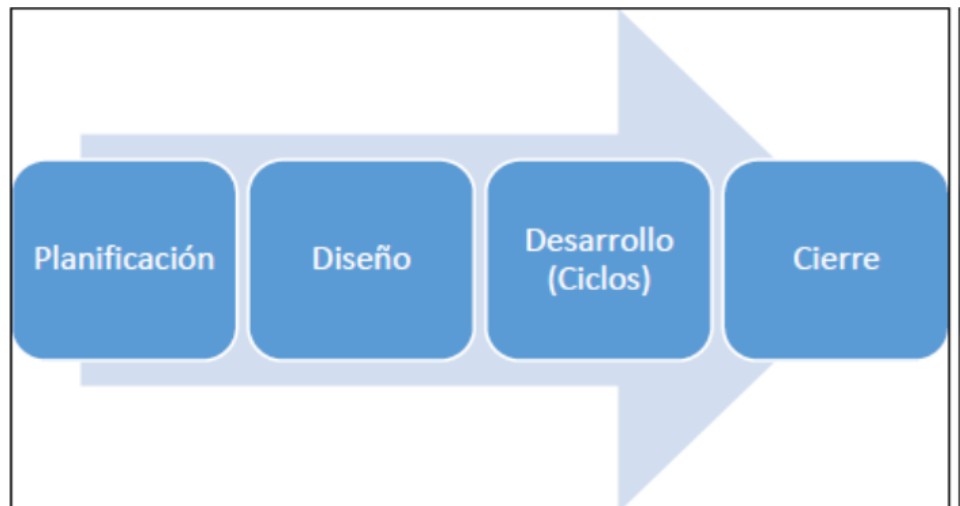 Planificación
Diseño
Desarrollo
(Ciclos)
Cierre